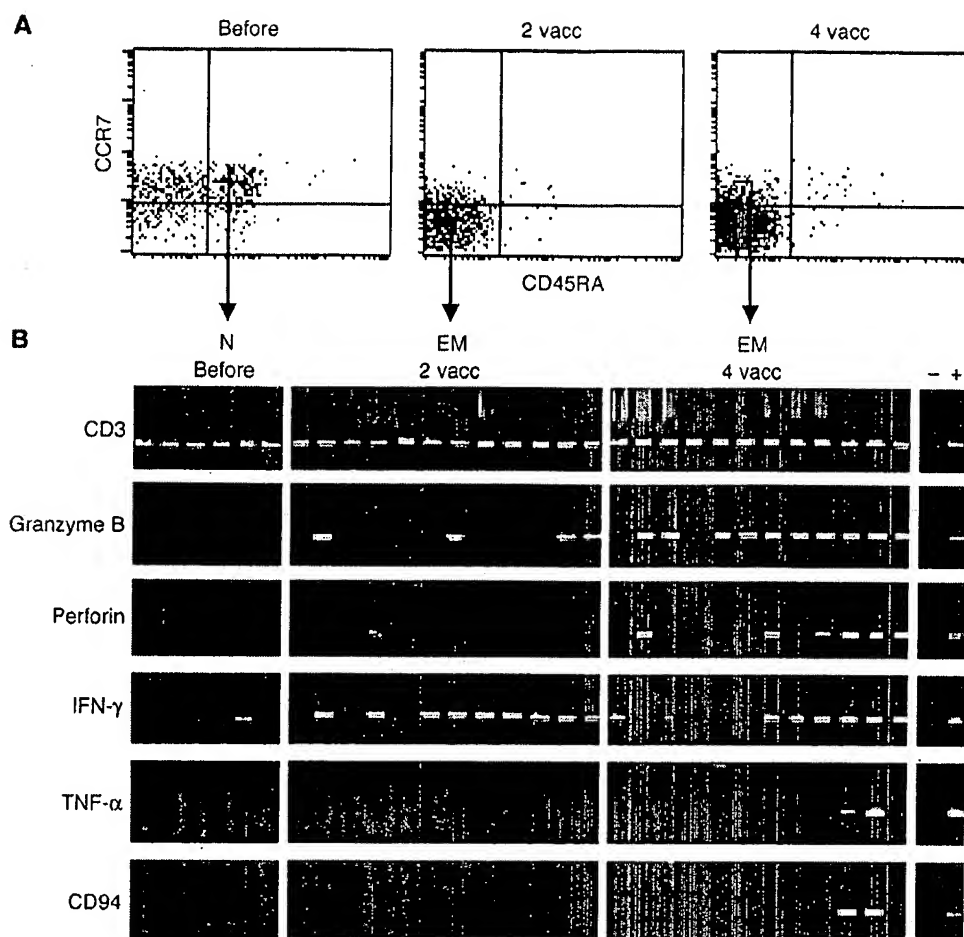 A
Before
2 vacc
4 vacc
CCR7
CD45RA
N
EM
EM
B
Before
2 vacc
4 vacc
- +
CD3
Granzyme B
Perforin
IFN-γ
TNF-α
CD94